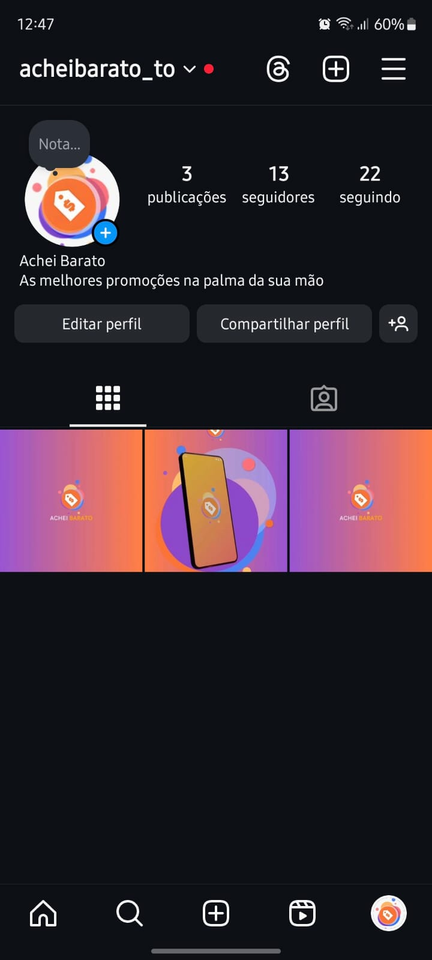 12:47
60%
acheibarato_to
Nota...
3
publicações
13
seguidores
22
seguindo
Achei Barato
As melhores promoções na palma da sua mão
Editar perfil
Compartilhar perfil
ACHEI BARATO
ACHEI BARATO